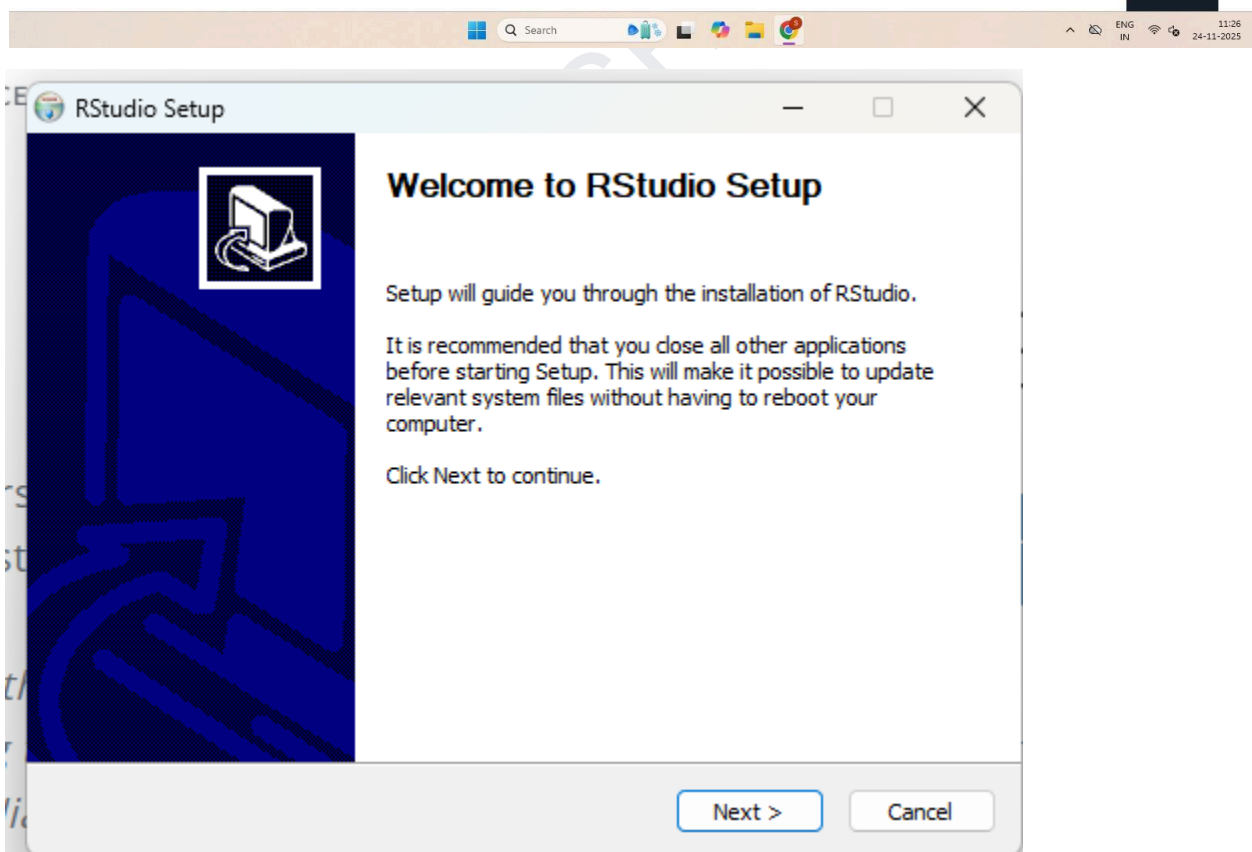 Search
ENG
IN
11:26
24-11-2025
RStudio Setup
Welcome to RStudio Setup
Setup will guide you through the installation of RStudio.
It is recommended that you close all other applications
before starting Setup. This will make it possible to update
relevant system files without having to reboot your
computer.
Click Next to continue.
Next >
Cancel